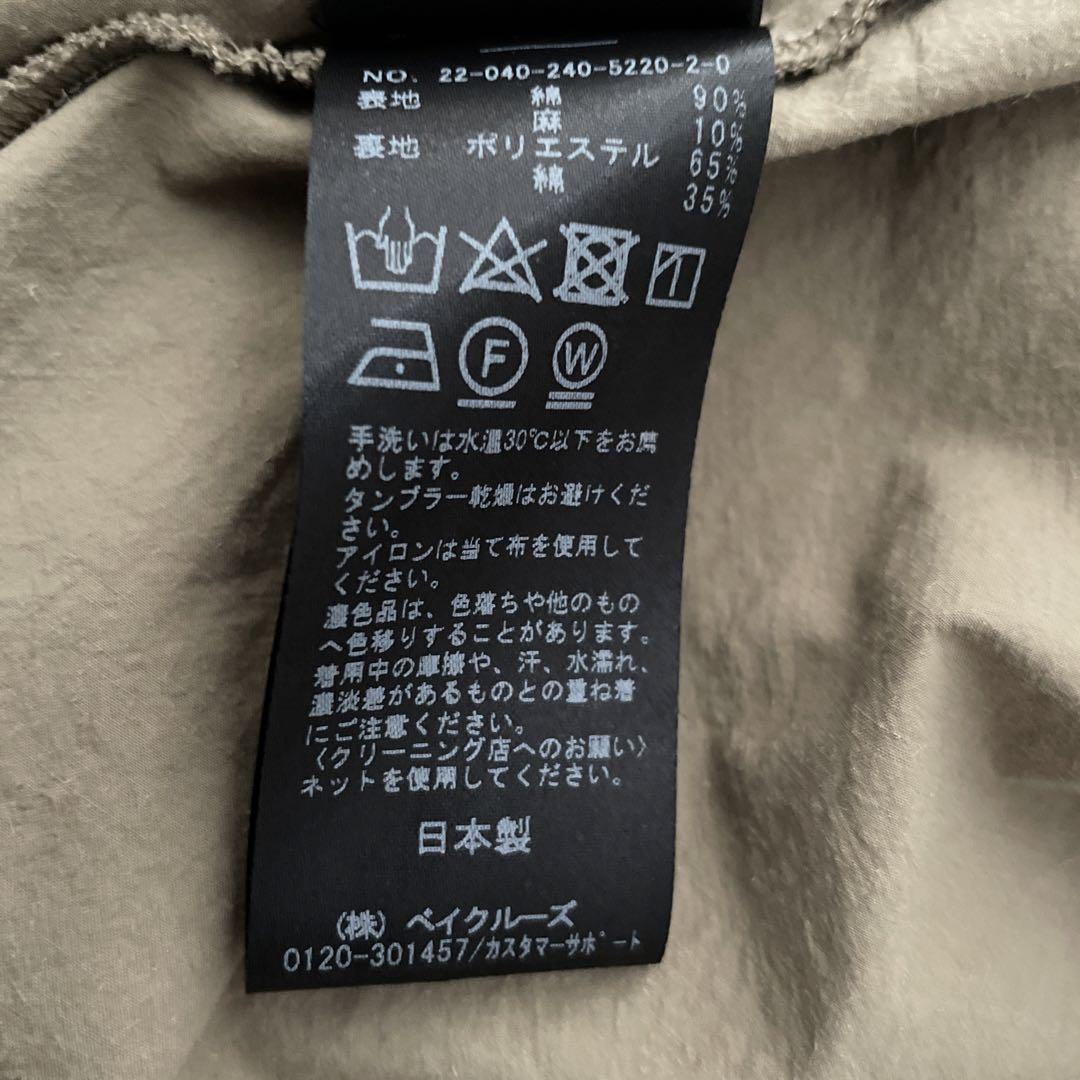 NO. 22-040-240-5220-2-0
表地 綿 90%
麻 10%
裏地 ポリエステル 65%
綿 35%
F W
手洗いは水温30℃以下をお薦
めします。
タンブラー乾燥はお避けくだ
さい。
アイロンは当て布を使用して
ください。
濃色品は、色落ちや他のもの
へ色移りすることがあります。
着用中の摩擦や、汗、水濡れ、
濃淡差があるものとの重ね着
にご注意ください。
〈クリーニング店へのお願い〉
ネットを使用してください。
日本製
(株) ベイクルーズ
0120-301457/カスタマーサポート